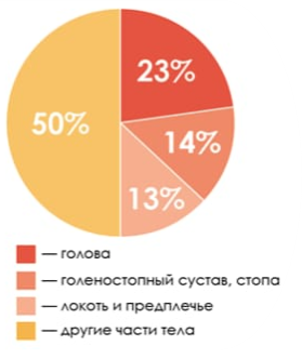 23%
50%
14%
13%
— голова
— голеностопный сустав, стопа
— локоть и предплечье
— другие части тела